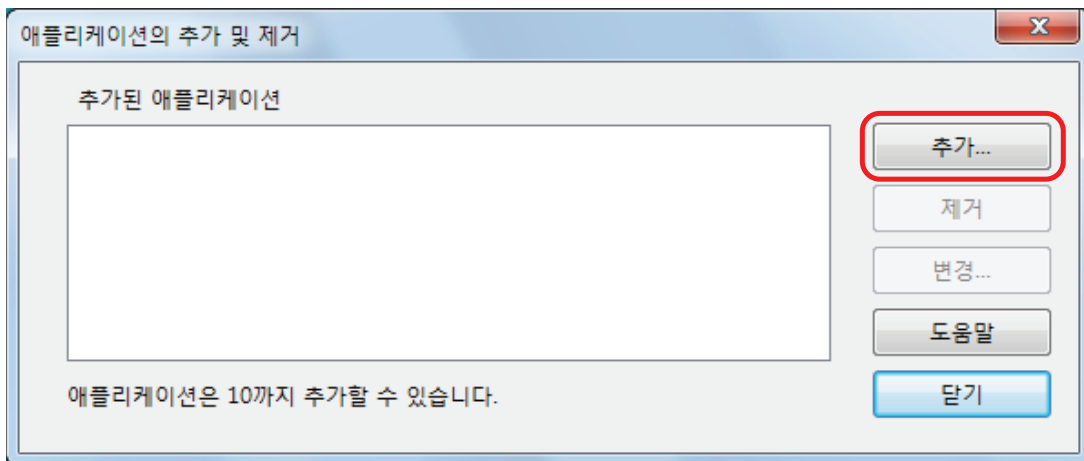 애플리케이션의 추가 및 제거
추가된 애플리케이션
추가...
제거
변경...
도움말
애플리케이션은 10까지 추가할 수 있습니다.
닫기